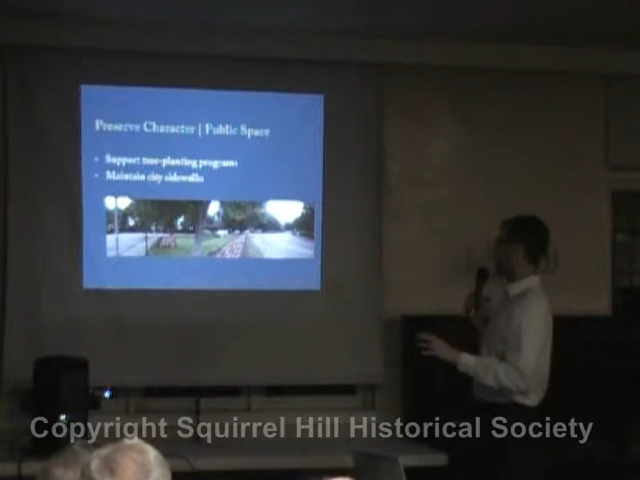 Preserve Character | Public Space
- Support tree-planting programs
- Maintain city sidewalks
Copyright Squirrel Hill Historical Society